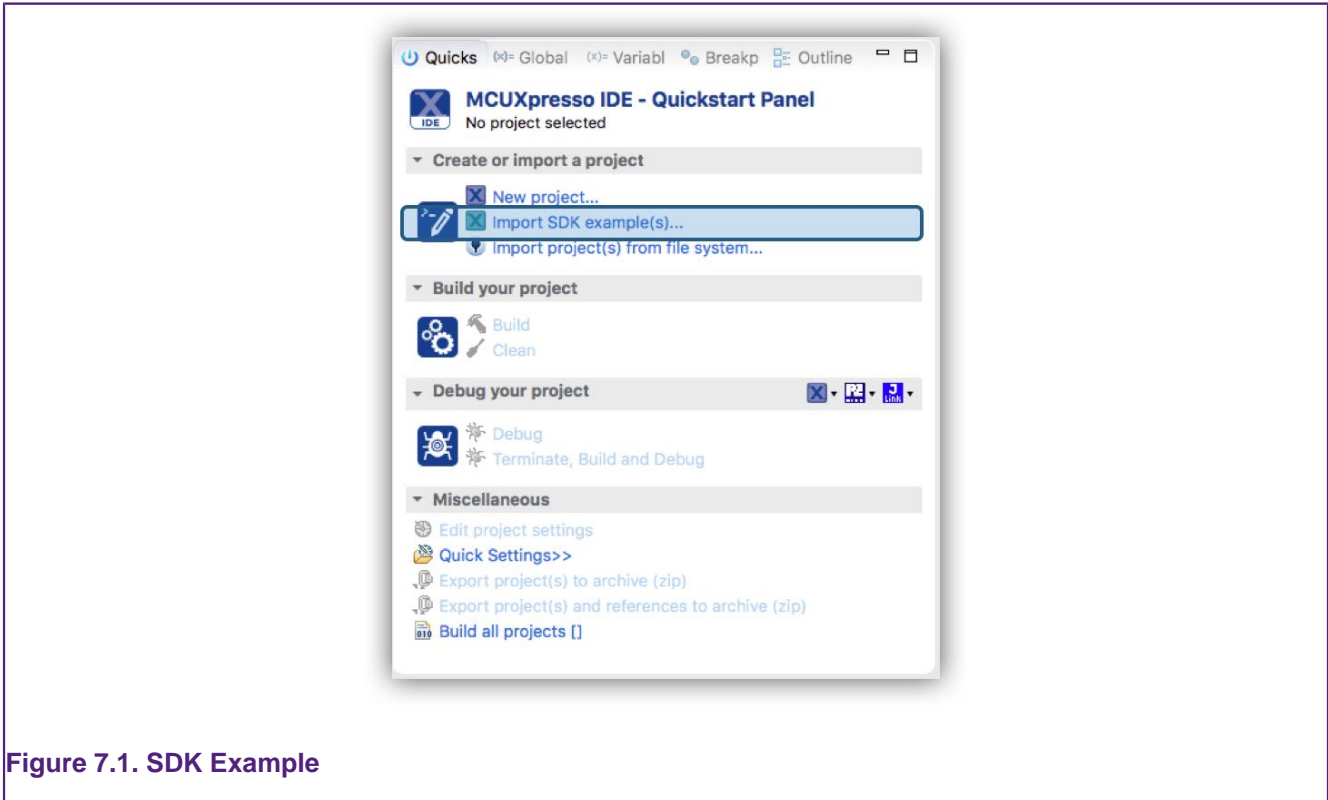 Quicks (x)= Global (x)= Variabl Breakp Outline
MCUXpresso IDE - Quickstart Panel
IDE No project selected
Create or import a project
New project...
Import SDK example(s)...
Import project(s) from file system...
Build your project
Build
Clean
Debug your project
Debug
Terminate, Build and Debug
Miscellaneous
Edit project settings
Quick Settings>>
Export project(s) to archive (zip)
Export project(s) and references to archive (zip)
010 Build all projects []
Figure 7.1. SDK Example